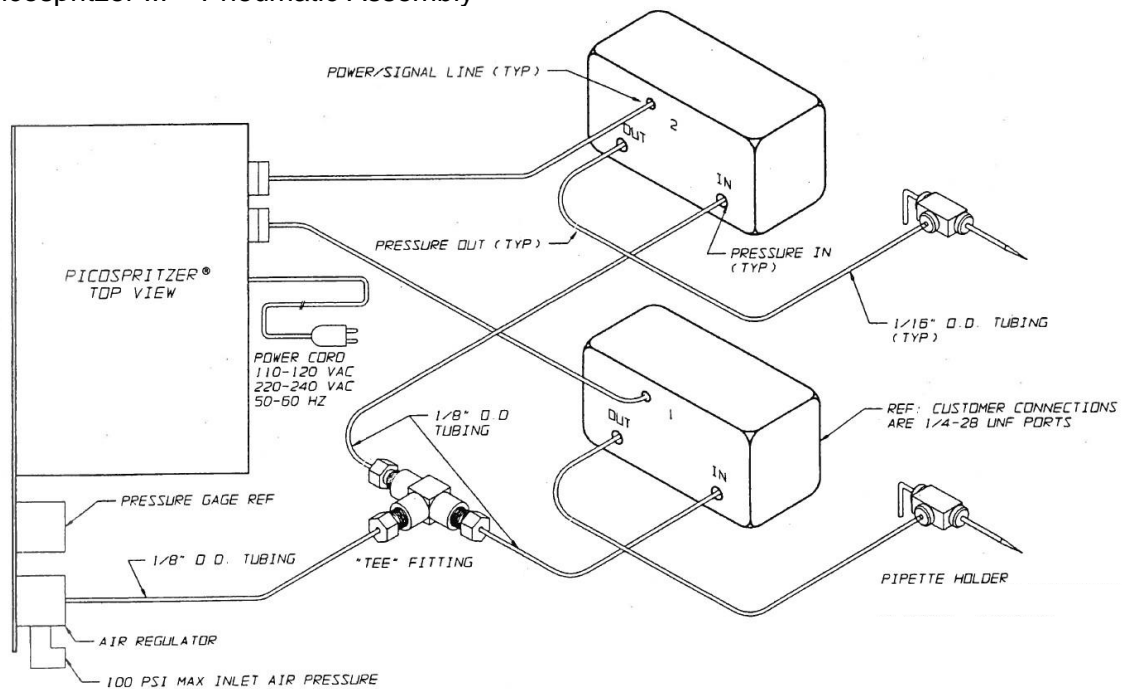 Pneumatic Assembly
POWER/SIGNAL LINE (TYP)
2
OUT
IN
PRESSURE OUT (TYP)
PRESSURE IN
(TYP)
PICOSPRITZER®
TOP VIEW
1/16" O.D. TUBING
(TYP)
POWER CORD
110-120 VAC
220-240 VAC
50-60 HZ
1/8" O.D
TUBING
1
OUT
IN
REF: CUSTOMER CONNECTIONS
ARE 1/4-28 UNF PORTS
PRESSURE GAGE REF
1/8" O.D. TUBING
"TEE" FITTING
PIPETTE HOLDER
AIR REGULATOR
100 PSI MAX INLET AIR PRESSURE